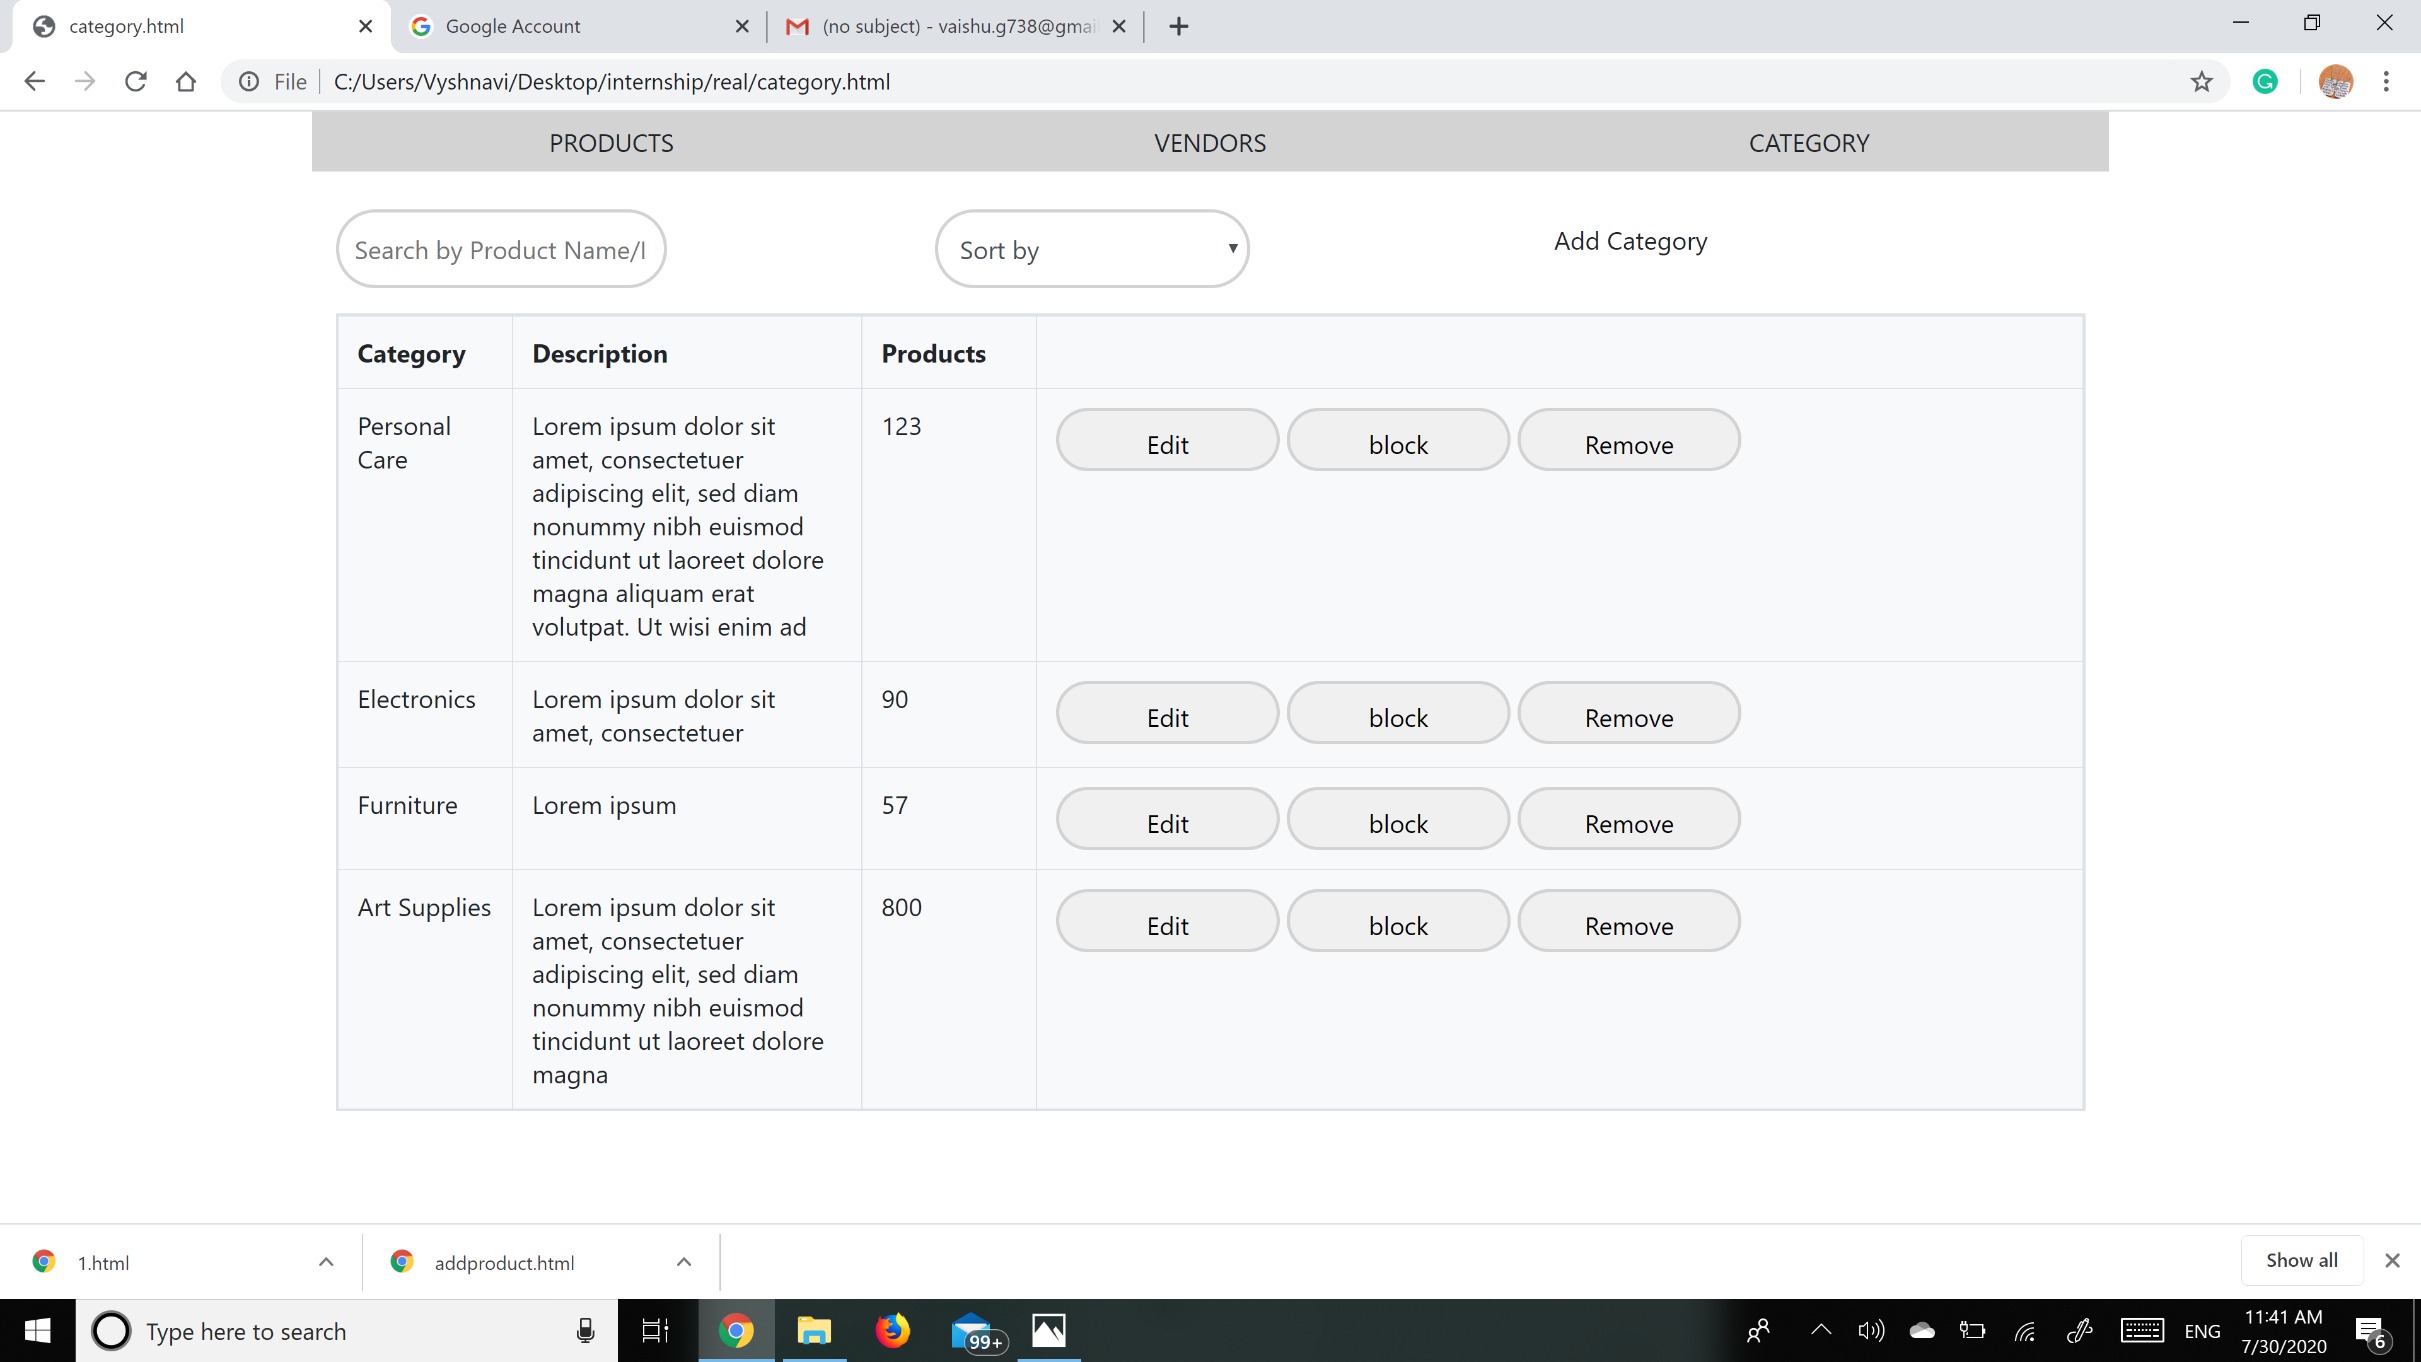 category.html
Google Account
(no subject) - vaishu.g738@gmai
File
C:/Users/Vyshnavi/Desktop/internship/real/category.html
PRODUCTS VENDORS CATEGORY
Search by Product Name/I
Sort by
Add Category
Category Description Products
Personal
Care
Lorem ipsum dolor sit
amet, consectetuer
adipiscing elit, sed diam
nonummy nibh euismod
tincidunt ut laoreet dolore
magna aliquam erat
volutpat. Ut wisi enim ad
123
Edit block Remove
Electronics
Lorem ipsum dolor sit
amet, consectetuer
90
Edit block Remove
Furniture
Lorem ipsum
57
Edit block Remove
Art Supplies
Lorem ipsum dolor sit
amet, consectetuer
adipiscing elit, sed diam
nonummy nibh euismod
tincidunt ut laoreet dolore
magna
800
Edit block Remove
1.html
addproduct.html
Show all
Type here to search
99+
ENG
11:41 AM
7/30/2020
6